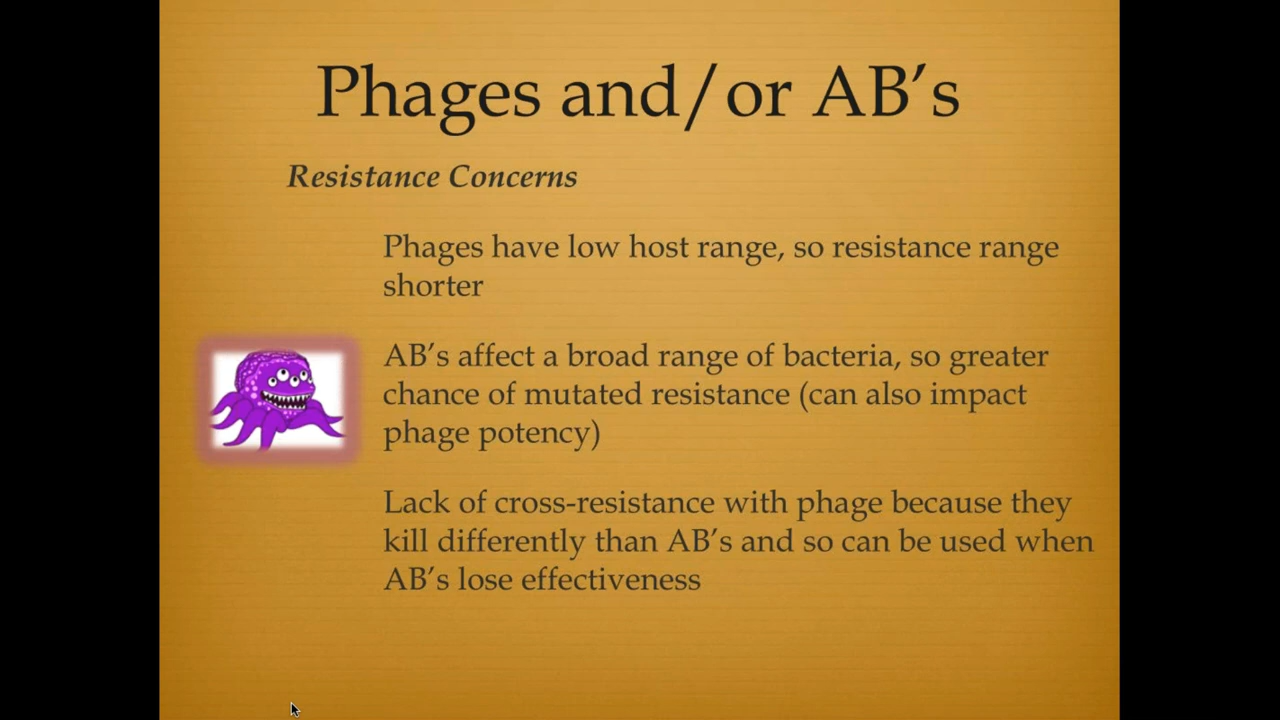 Phages and/or AB’s
Resistance Concerns
Phages have low host range, so resistance range
shorter
AB’s affect a broad range of bacteria, so greater
chance of mutated resistance (can also impact
phage potency)
Lack of cross-resistance with phage because they
kill differently than AB’s and so can be used when
AB’s lose effectiveness